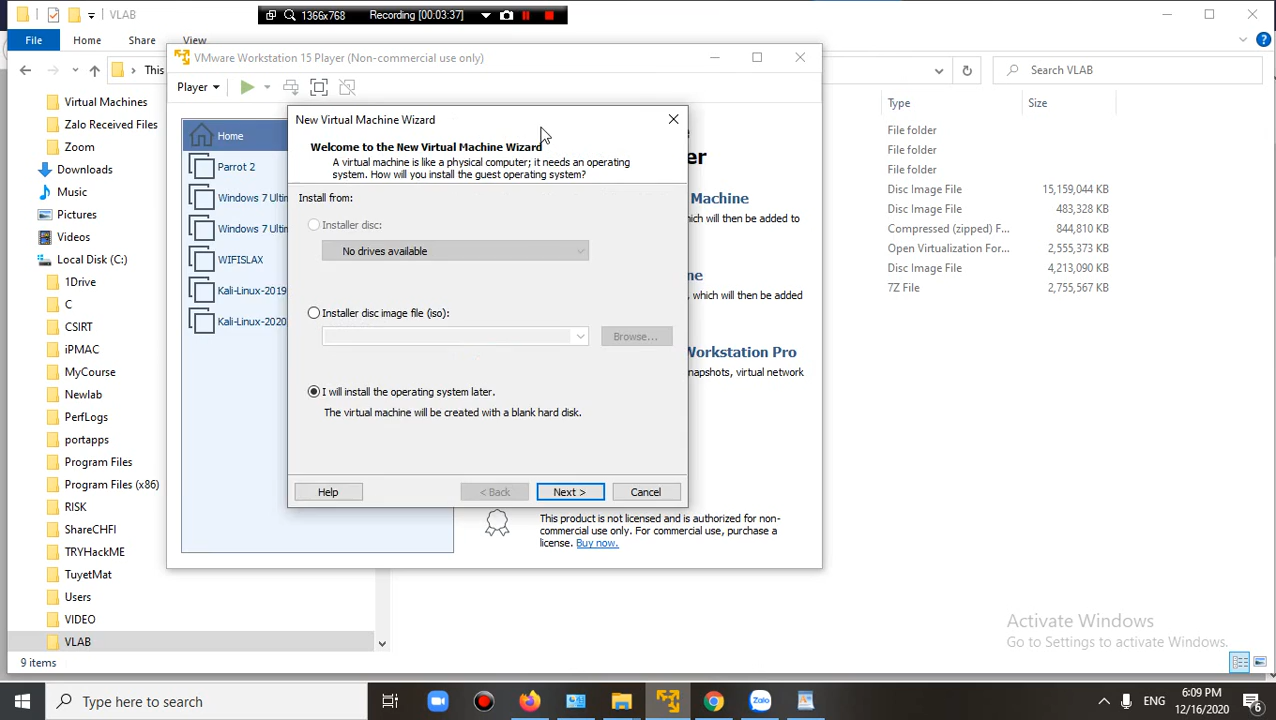 VLAB
1366x768
Recording [00:03:37]
File
Home
Share
View
VMware Workstation 15 Player (Non-commercial use only)
This
Search VLAB
Player
Virtual Machines
Zalo Received Files
Zoom
Downloads
Music
Pictures
Videos
Local Disk (C:)
1Drive
C
CSIRT
iPMAC
MyCourse
Newlab
PerfLogs
portapps
Program Files
Program Files (x86)
RISK
ShareCHFI
TRYHackME
TuyetMat
Users
VIDEO
VLAB
9 items
Home
Parrot 2
Windows 7 Ulti
Windows 7 Ulti
WIFISLAX
Kali-Linux-2019
Kali-Linux-2020
New Virtual Machine Wizard
Welcome to the New Virtual Machine Wizard
A virtual machine is like a physical computer; it needs an operating
system. How will you install the guest operating system?
Install from:
Installer disc:
No drives available
Installer disc image file (iso):
Browse...
I will install the operating system later.
The virtual machine will be created with a blank hard disk.
Help
< Back
Next >
Cancel
er
Machine
ich will then be added to
ne
, which will then be added
Workstation Pro
napshots, virtual network
This product is not licensed and is authorized for non-
commercial use only. For commercial use, purchase a
license. Buy now.
Type
Size
File folder
File folder
File folder
Disc Image File
15,159,044 KB
Disc Image File
483,328 KB
Compressed (zipped) F...
844,810 KB
Open Virtualization For...
2,555,373 KB
Disc Image File
4,213,090 KB
7Z File
2,755,567 KB
Activate Windows
Go to Settings to activate Windows.
Type here to search
Zalo
ENG
6:09 PM
12/16/2020
6